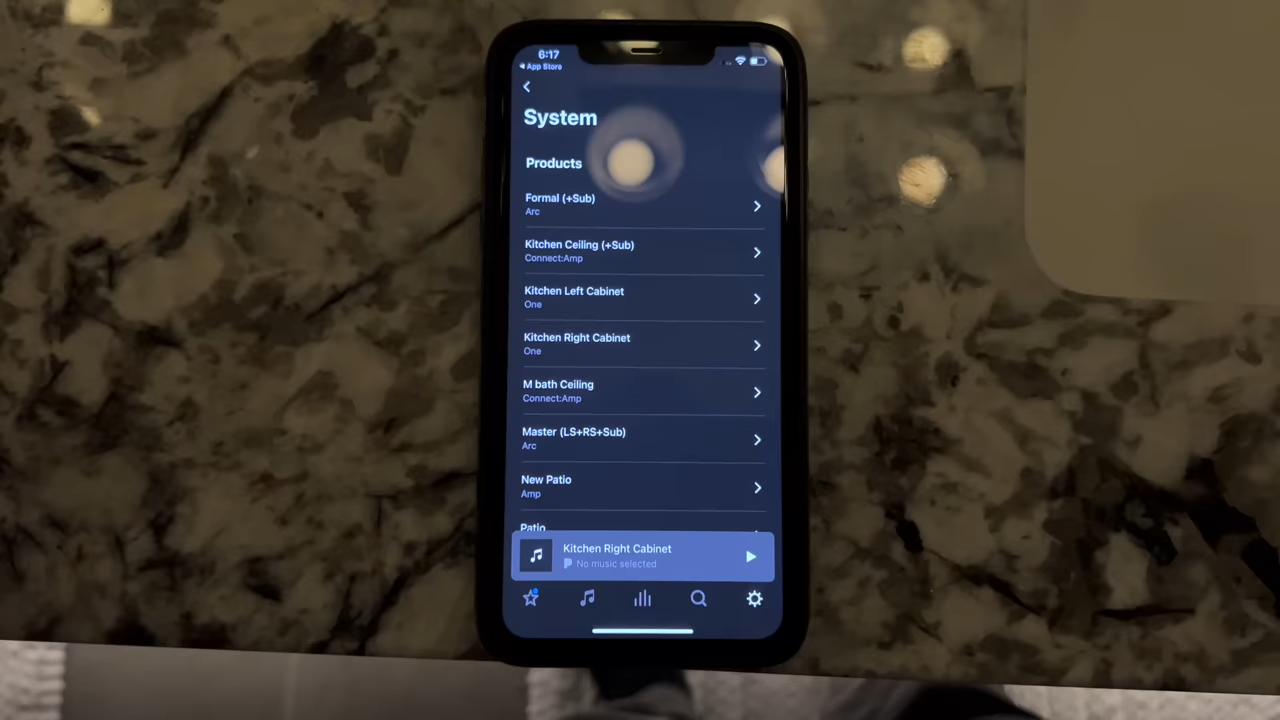 6:17
App Store
System
Products
Formal (+Sub)
Arc
Kitchen Ceiling (+Sub)
Connect:Amp
Kitchen Left Cabinet
One
Kitchen Right Cabinet
One
M bath Ceiling
Connect:Amp
Master (LS+RS+Sub)
Arc
New Patio
Amp
Patio
Kitchen Right Cabinet
No music selected